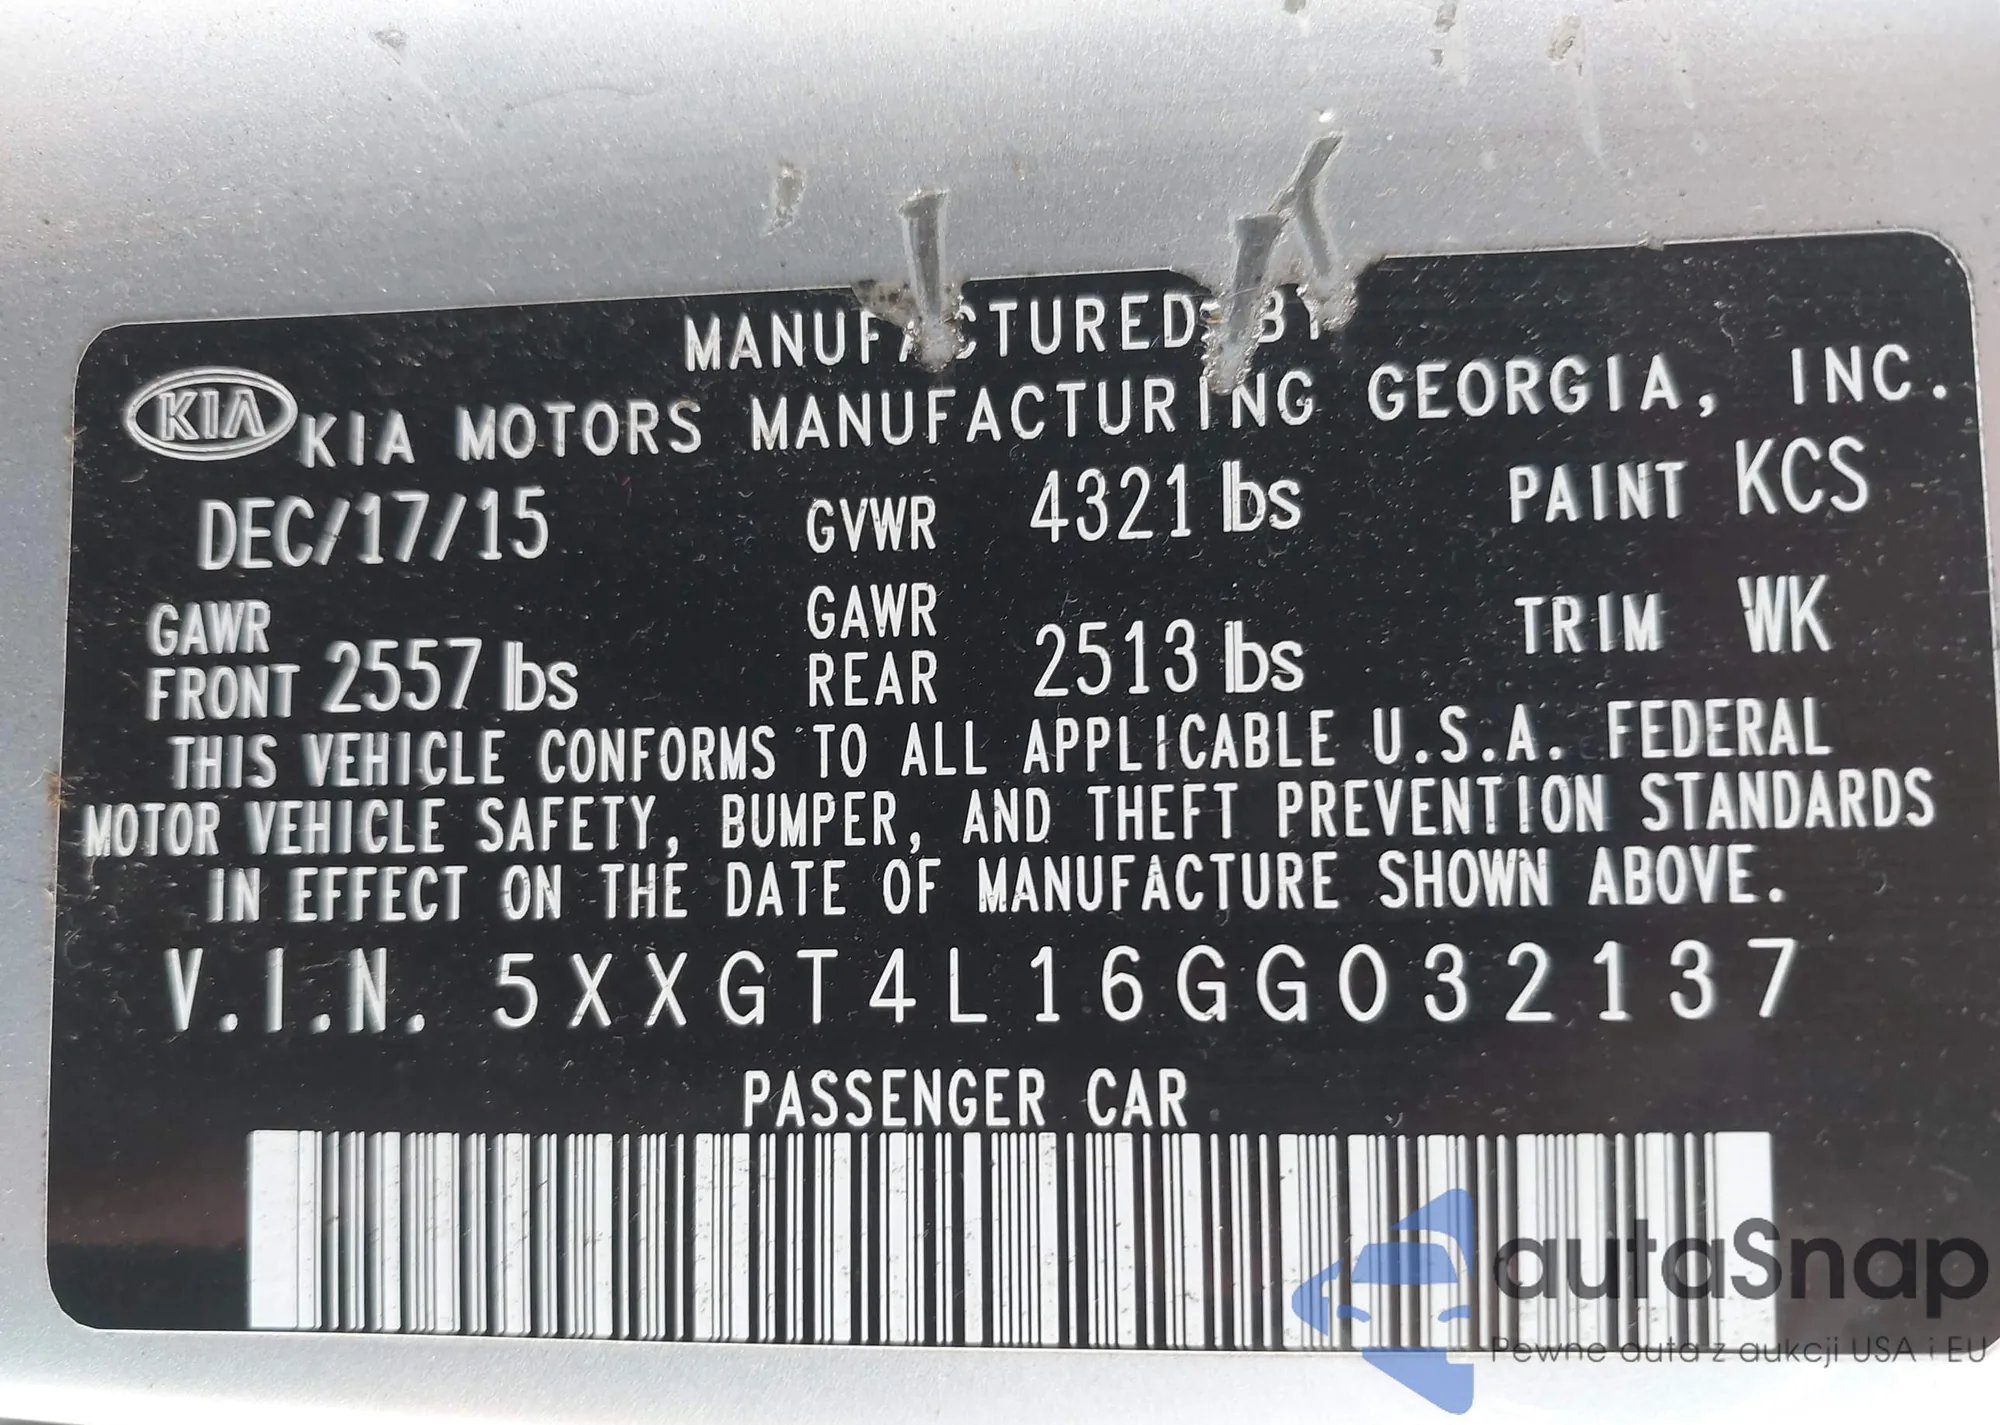 MANUFACTURED BY
KIA KIA MOTORS MANUFACTURING GEORGIA, INC.
DEC/17/15 GVWR 4321 lbs PAINT KCS
GAWR FRONT 2557 lbs GAWR REAR 2513 lbs TRIM WK
THIS VEHICLE CONFORMS TO ALL APPLICABLE U.S.A. FEDERAL
MOTOR VEHICLE SAFETY, BUMPER, AND THEFT PREVENTION STANDARDS
IN EFFECT ON THE DATE OF MANUFACTURE SHOWN ABOVE.
V.I.N. 5XXGT4L16GG032137
PASSENGER CAR
autaSnap
Pewne auta z aukcji USA i EU